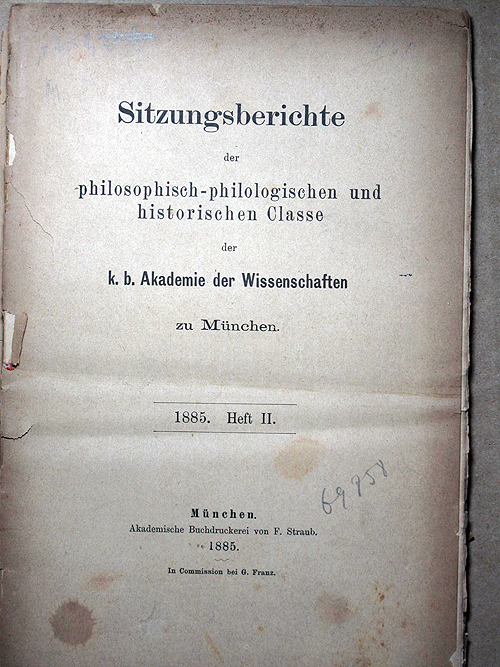 Sitzungsberichte
der
philosophisch-philologischen und
historischen Classe
der
k. b. Akademie der Wissenschaften
zu München.
1885. Heft II.
69758
München.
Akademische Buchdruckerei von F. Straub.
1885.
In Commission bei G. Franz.